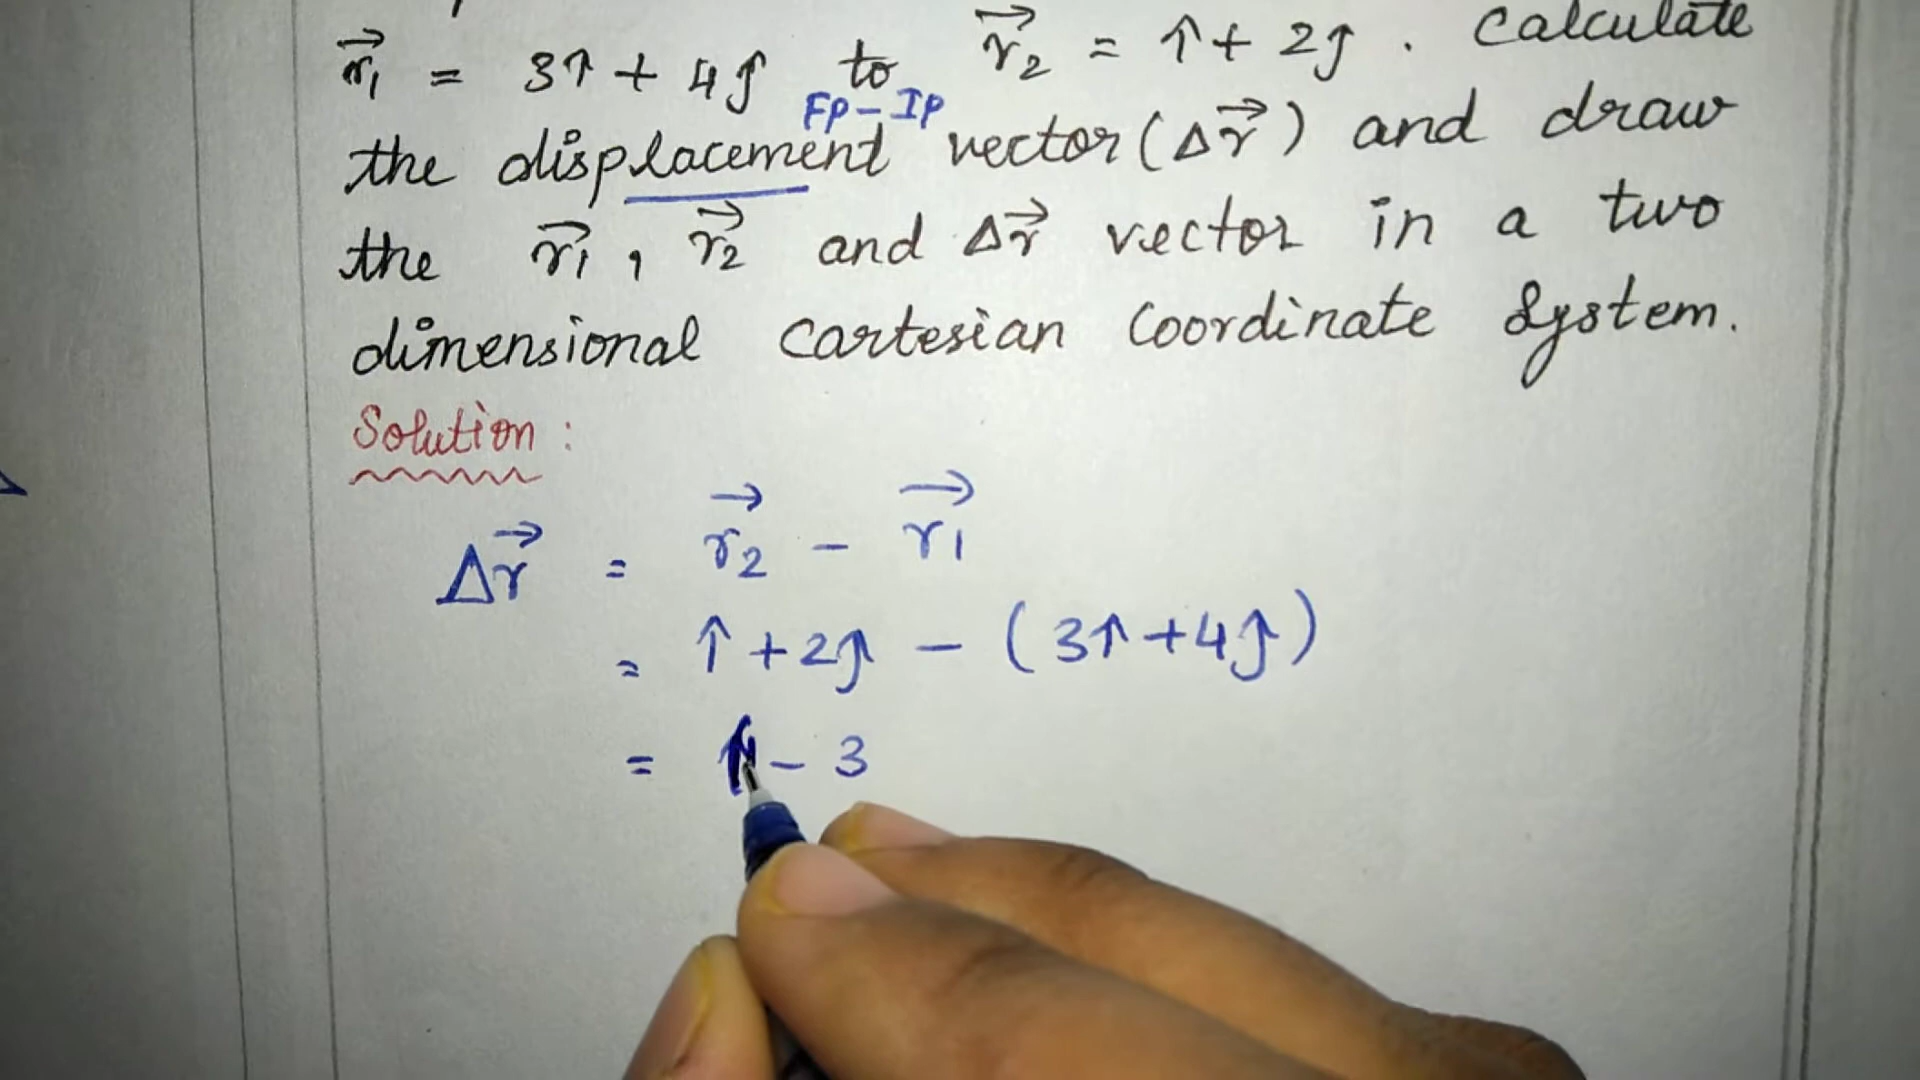 r⃗₁ = 3î + 4ĵ to r⃗₂ = î + 2ĵ . Calculate
FP - IP
the displacement vector (Δr⃗) and draw
the r⃗₁ , r⃗₂ and Δr⃗ vector in a two
dimensional cartesian Coordinate System.
Solution :
Δr⃗ = r⃗₂ - r⃗₁
= î + 2ĵ - ( 3î + 4ĵ )
= - 3